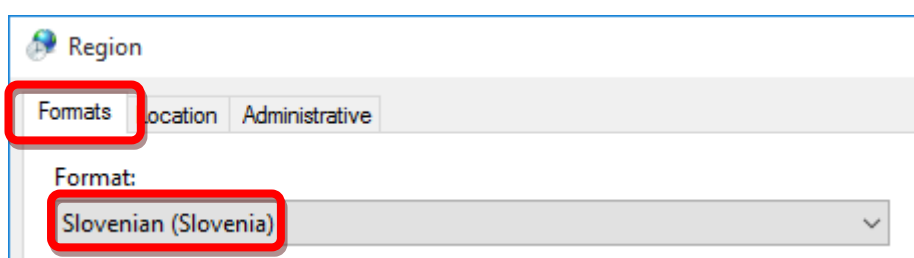 Region
Formats Location Administrative
Format:
Slovenian (Slovenia)